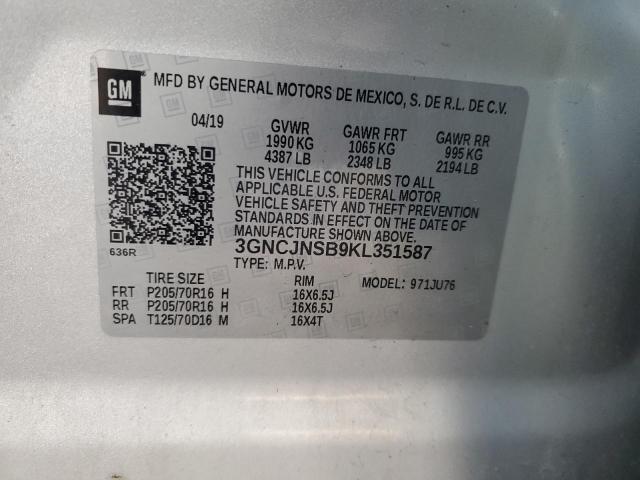 GM
MFD BY GENERAL MOTORS DE MEXICO, S. DE R.L. DE C.V.
04/19 GVWR GAWR FRT GAWR RR
1990 KG 1065 KG 995 KG
4387 LB 2348 LB 2194 LB
THIS VEHICLE CONFORMS TO ALL
APPLICABLE U.S. FEDERAL MOTOR
VEHICLE SAFETY AND THEFT PREVENTION
STANDARDS IN EFFECT ON THE DATE OF
MANUFACTURE SHOWN ABOVE.
636R 3GNCJNSB9KL351587
TYPE: M.P.V.
TIRE SIZE RIM MODEL: 971JU76
FRT P205/70R16 H 16X6.5J
RR P205/70R16 H 16X6.5J
SPA T125/70D16 M 16X4T